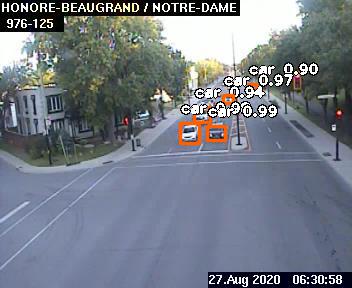 HONORE-BEAUGRAND / NOTRE-DAME
976-125
car 0.90
car 0.97
car 0.94
car 0.99
27.Aug 2020 06:30:58